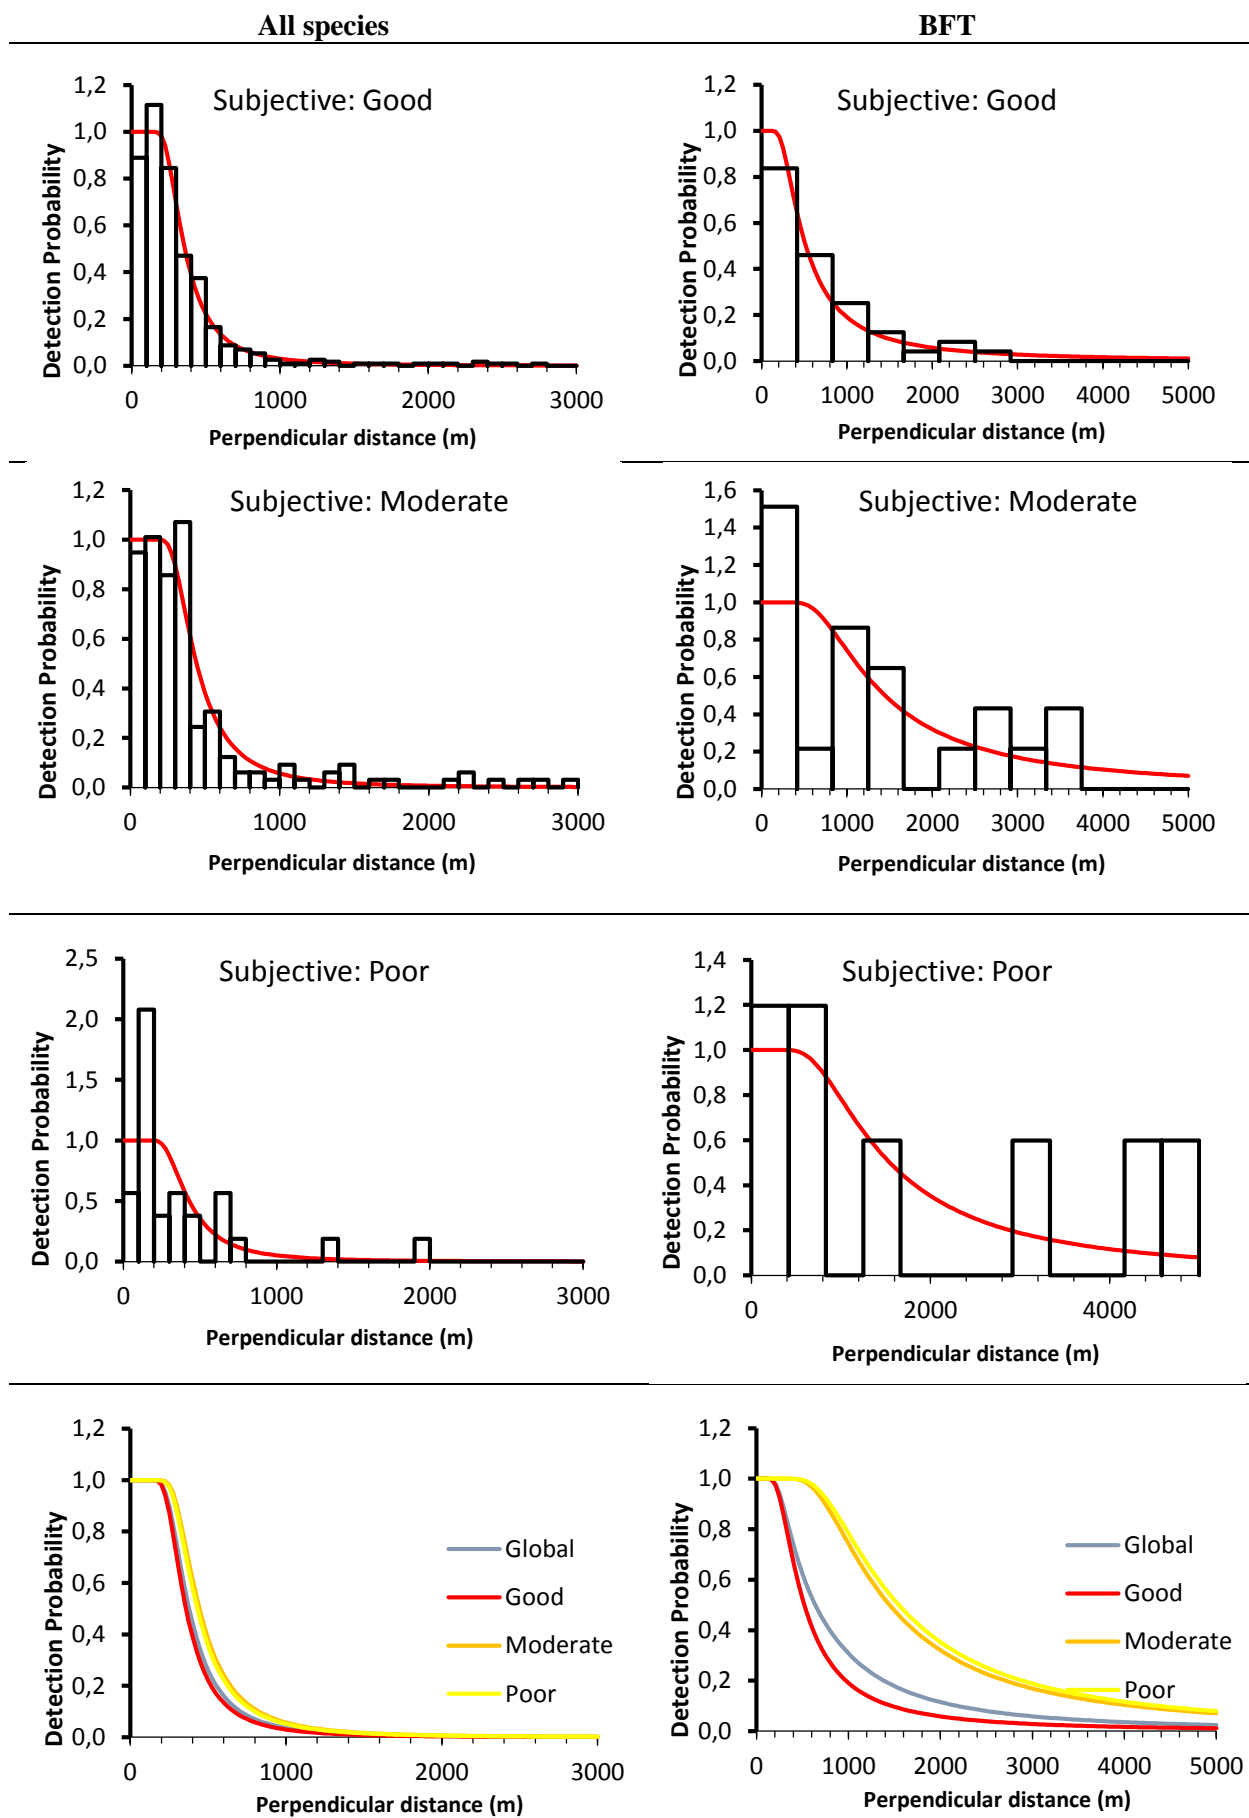 All species BFT
Subjective: Good
1,2
1,0
0,8
0,6
0,4
0,2
0,0
Detection Probability
0 1000 2000 3000
Perpendicular distance (m)
Subjective: Good
1,2
1,0
0,8
0,6
0,4
0,2
0,0
Detection Probability
0 1000 2000 3000 4000 5000
Perpendicular distance (m)
Subjective: Moderate
1,2
1,0
0,8
0,6
0,4
0,2
0,0
Detection Probability
0 1000 2000 3000
Perpendicular distance (m)
Subjective: Moderate
1,6
1,4
1,2
1,0
0,8
0,6
0,4
0,2
0,0
Detection Probability
0 1000 2000 3000 4000 5000
Perpendicular distance (m)
Subjective: Poor
2,5
2,0
1,5
1,0
0,5
0,0
Detection Probability
0 1000 2000 3000
Perpendicular distance (m)
Subjective: Poor
1,4
1,2
1,0
0,8
0,6
0,4
0,2
0,0
Detection Probability
0 2000 4000
Perpendicular distance (m)
1,2
1,0
0,8
0,6
0,4
0,2
0,0
Detection Probability
Global
Good
Moderate
Poor
0 1000 2000 3000
Perpendicular distance (m)
1,2
1,0
0,8
0,6
0,4
0,2
0,0
Detection Probability
Global
Good
Moderate
Poor
0 1000 2000 3000 4000 5000
Perpendicular distance (m)